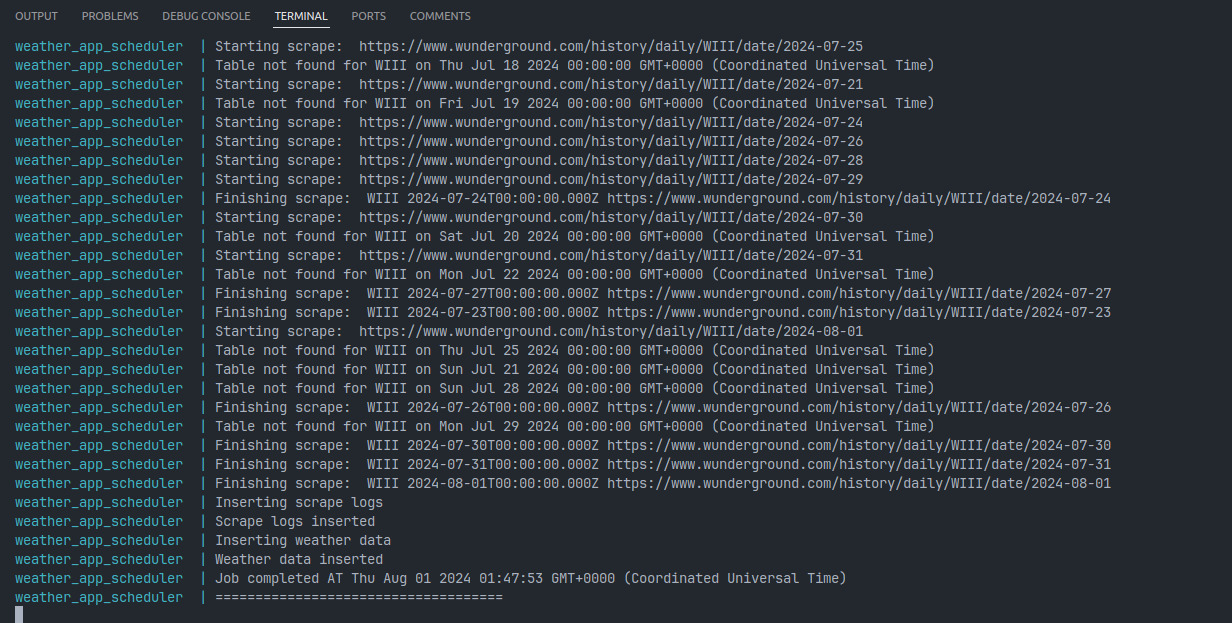 OUTPUT PROBLEMS DEBUG CONSOLE TERMINAL PORTS COMMENTS
weather_app_scheduler | Starting scrape:  https://www.wunderground.com/history/daily/WIII/date/2024-07-25
weather_app_scheduler | Table not found for WIII on Thu Jul 18 2024 00:00:00 GMT+0000 (Coordinated Universal Time)
weather_app_scheduler | Starting scrape:  https://www.wunderground.com/history/daily/WIII/date/2024-07-21
weather_app_scheduler | Table not found for WIII on Fri Jul 19 2024 00:00:00 GMT+0000 (Coordinated Universal Time)
weather_app_scheduler | Starting scrape:  https://www.wunderground.com/history/daily/WIII/date/2024-07-24
weather_app_scheduler | Starting scrape:  https://www.wunderground.com/history/daily/WIII/date/2024-07-26
weather_app_scheduler | Starting scrape:  https://www.wunderground.com/history/daily/WIII/date/2024-07-28
weather_app_scheduler | Starting scrape:  https://www.wunderground.com/history/daily/WIII/date/2024-07-29
weather_app_scheduler | Finishing scrape:  WIII 2024-07-24T00:00:00.000Z https://www.wunderground.com/history/daily/WIII/date/2024-07-24
weather_app_scheduler | Starting scrape:  https://www.wunderground.com/history/daily/WIII/date/2024-07-30
weather_app_scheduler | Table not found for WIII on Sat Jul 20 2024 00:00:00 GMT+0000 (Coordinated Universal Time)
weather_app_scheduler | Starting scrape:  https://www.wunderground.com/history/daily/WIII/date/2024-07-31
weather_app_scheduler | Table not found for WIII on Mon Jul 22 2024 00:00:00 GMT+0000 (Coordinated Universal Time)
weather_app_scheduler | Finishing scrape:  WIII 2024-07-27T00:00:00.000Z https://www.wunderground.com/history/daily/WIII/date/2024-07-27
weather_app_scheduler | Finishing scrape:  WIII 2024-07-23T00:00:00.000Z https://www.wunderground.com/history/daily/WIII/date/2024-07-23
weather_app_scheduler | Starting scrape:  https://www.wunderground.com/history/daily/WIII/date/2024-08-01
weather_app_scheduler | Table not found for WIII on Thu Jul 25 2024 00:00:00 GMT+0000 (Coordinated Universal Time)
weather_app_scheduler | Table not found for WIII on Sun Jul 21 2024 00:00:00 GMT+0000 (Coordinated Universal Time)
weather_app_scheduler | Table not found for WIII on Sun Jul 28 2024 00:00:00 GMT+0000 (Coordinated Universal Time)
weather_app_scheduler | Finishing scrape:  WIII 2024-07-26T00:00:00.000Z https://www.wunderground.com/history/daily/WIII/date/2024-07-26
weather_app_scheduler | Table not found for WIII on Mon Jul 29 2024 00:00:00 GMT+0000 (Coordinated Universal Time)
weather_app_scheduler | Finishing scrape:  WIII 2024-07-30T00:00:00.000Z https://www.wunderground.com/history/daily/WIII/date/2024-07-30
weather_app_scheduler | Finishing scrape:  WIII 2024-07-31T00:00:00.000Z https://www.wunderground.com/history/daily/WIII/date/2024-07-31
weather_app_scheduler | Finishing scrape:  WIII 2024-08-01T00:00:00.000Z https://www.wunderground.com/history/daily/WIII/date/2024-08-01
weather_app_scheduler | Inserting scrape logs
weather_app_scheduler | Scrape logs inserted
weather_app_scheduler | Inserting weather data
weather_app_scheduler | Weather data inserted
weather_app_scheduler | Job completed AT Thu Aug 01 2024 01:47:53 GMT+0000 (Coordinated Universal Time)
weather_app_scheduler | ====================================